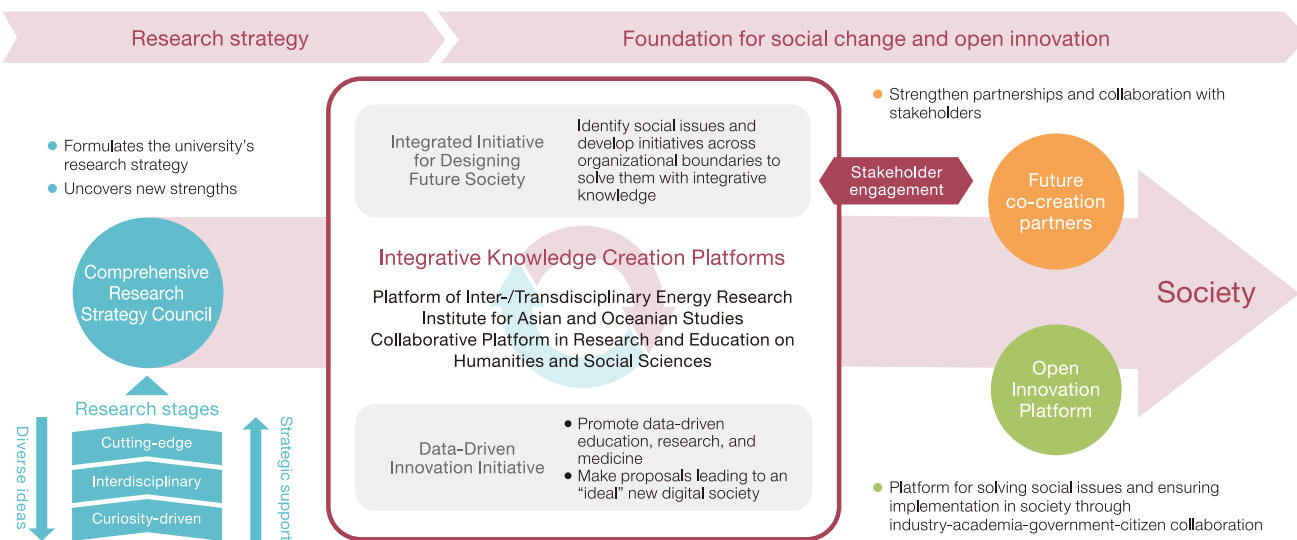 Research strategy
Foundation for social change and open innovation
Formulates the university's
research strategy
Uncovers new strengths
Comprehensive
Research
Strategy Council
Research stages
Cutting-edge
Interdisciplinary
Curiosity-driven
Diverse ideas
Strategic support
Integrated Initiative
for Designing
Future Society
Identify social issues and
develop initiatives across
organizational boundaries to
solve them with integrative
knowledge
Integrative Knowledge Creation Platforms
Platform of Inter-/Transdisciplinary Energy Research
Institute for Asian and Oceanian Studies
Collaborative Platform in Research and Education on
Humanities and Social Sciences
Data-Driven
Innovation Initiative
Promote data-driven
education, research, and
medicine
Make proposals leading to an
“ideal” new digital society
Stakeholder
engagement
Strengthen partnerships and collaboration with
stakeholders
Future
co-creation
partners
Society
Open
Innovation
Platform
Platform for solving social issues and ensuring
implementation in society through
industry-academia-government-citizen collaboration